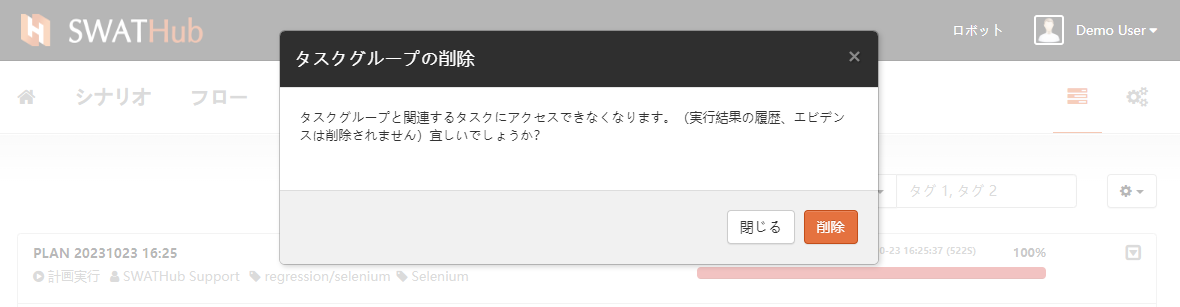 SWATHub
ロボット
Demo User
タスクグループの削除
×
シナリオ
フロー
タスクグループと関連するタスクにアクセスできなくなります。（実行結果の履歴、エビデン
スは削除されません）宜しいでしょうか?
タグ 1, タグ 2
閉じる
削除
PLAN 20231023 16:25
0-23 16:25:37 (522S)
100%
計画実行 SWATHub Support regression/selenium Selenium